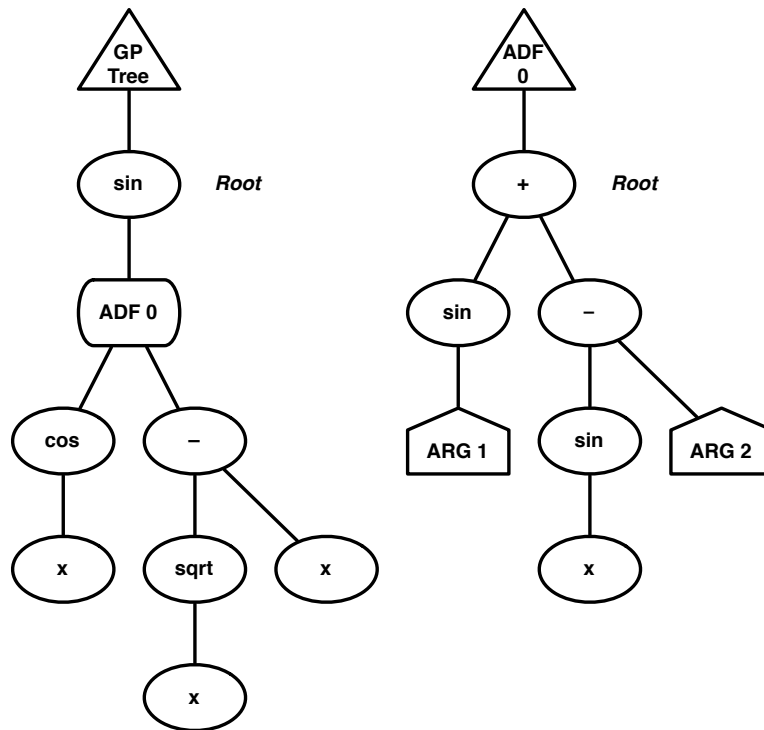 GP
Tree
sin
Root
ADF 0
cos
–
x
sqrt
x
x
ADF
0
+
Root
sin
–
ARG 1
sin
ARG 2
x